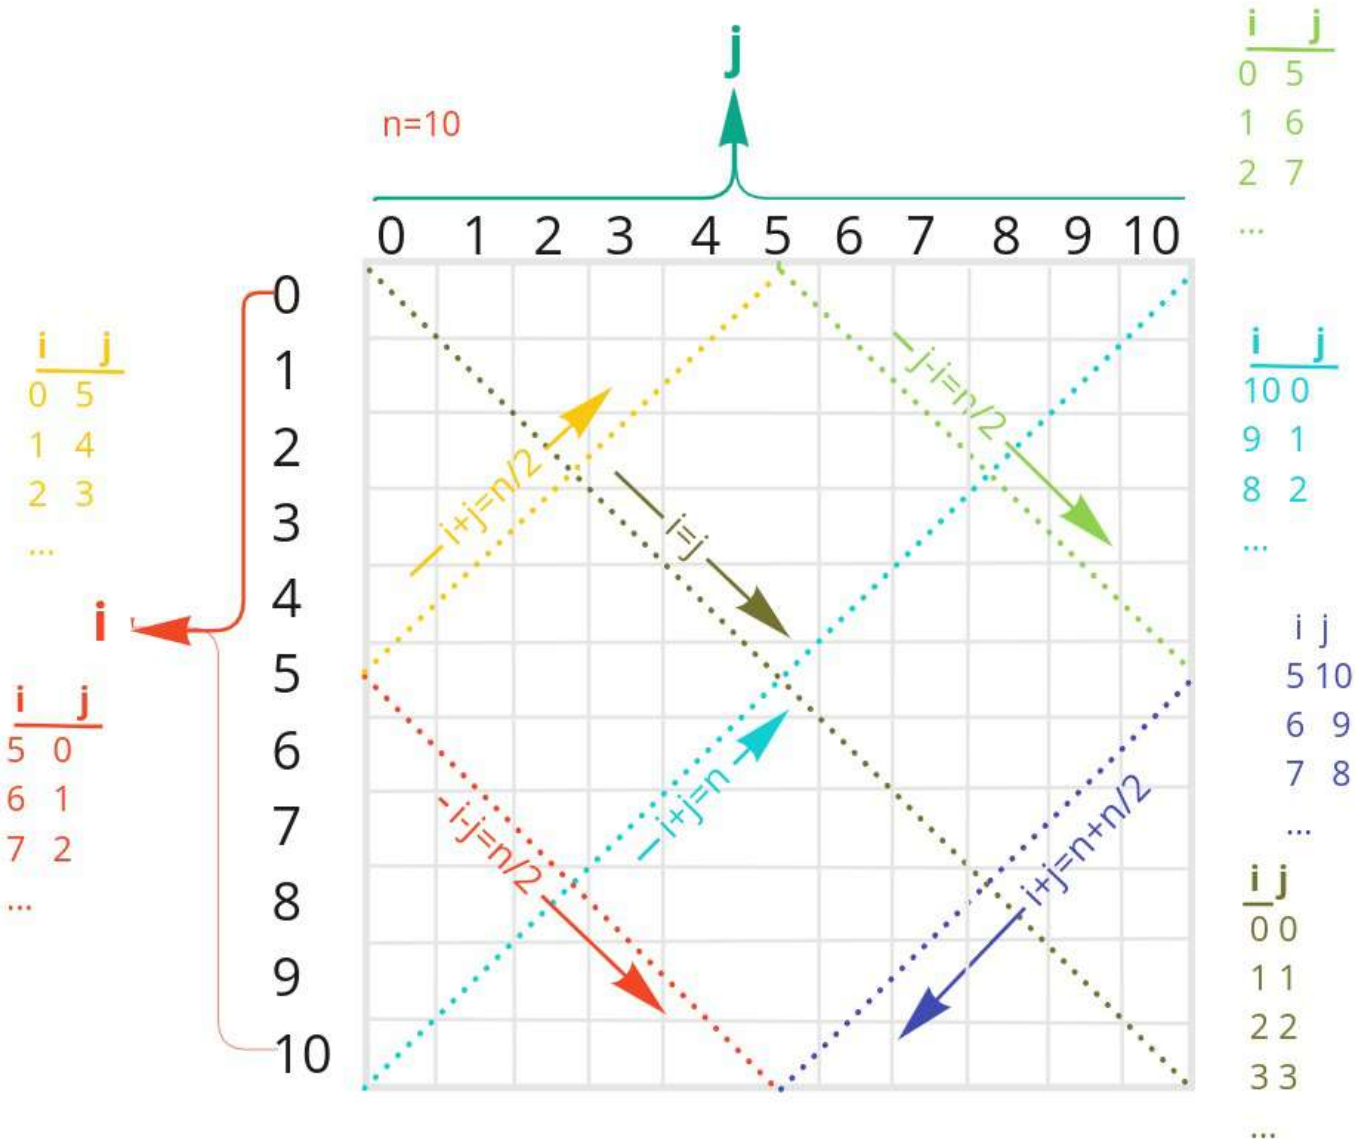 j
n=10
0 1 2 3 4 5 6 7 8 9 10
0
1
2
3
4
5
6
7
8
9
10
i
i j
0 5
1 4
2 3
...
i j
5 0
6 1
7 2
...
i+j=n/2
i=j
j-i=n/2
i+j=n
i-j=n/2
i+j=n+n/2
i j
0 5
1 6
2 7
...
i j
10 0
9 1
8 2
...
i j
5 10
6 9
7 8
...
i j
0 0
1 1
2 2
3 3
...